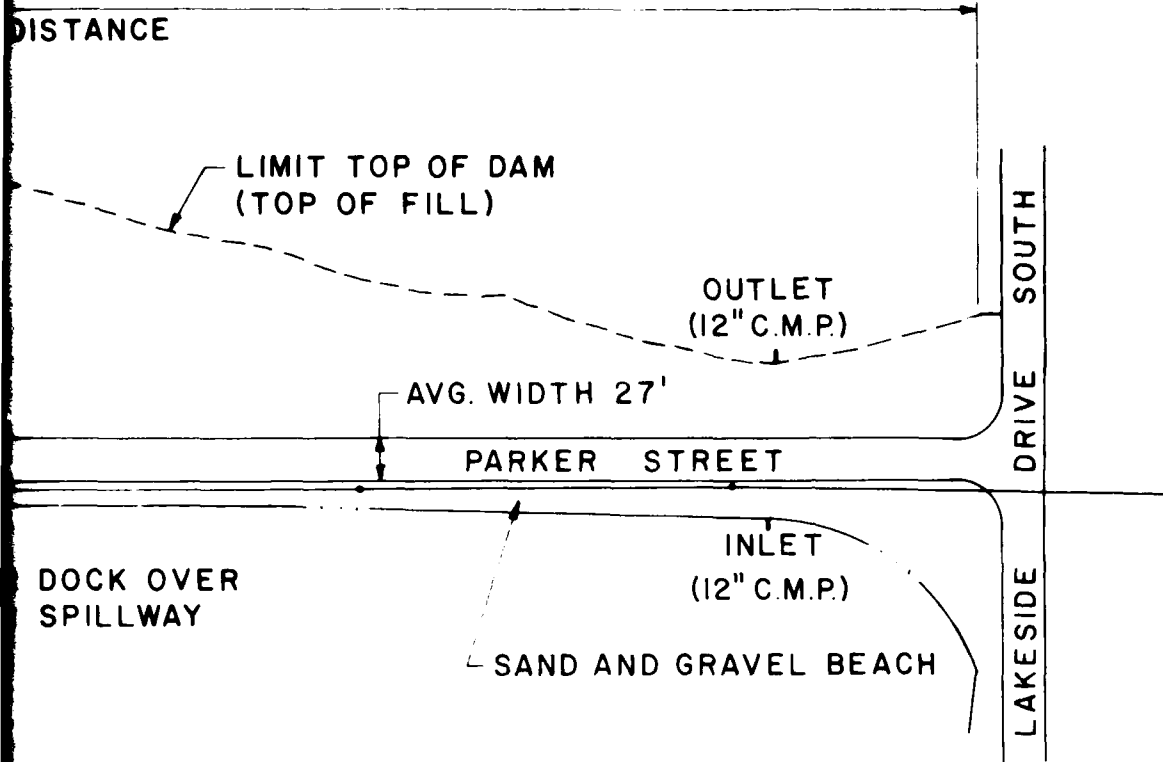 DISTANCE
LIMIT TOP OF DAM
(TOP OF FILL)
OUTLET
(12" C.M.P.)
AVG. WIDTH 27'
PARKER STREET
INLET
(12" C.M.P.)
DOCK OVER
SPILLWAY
SAND AND GRAVEL BEACH
LAKESIDE DRIVE SOUTH